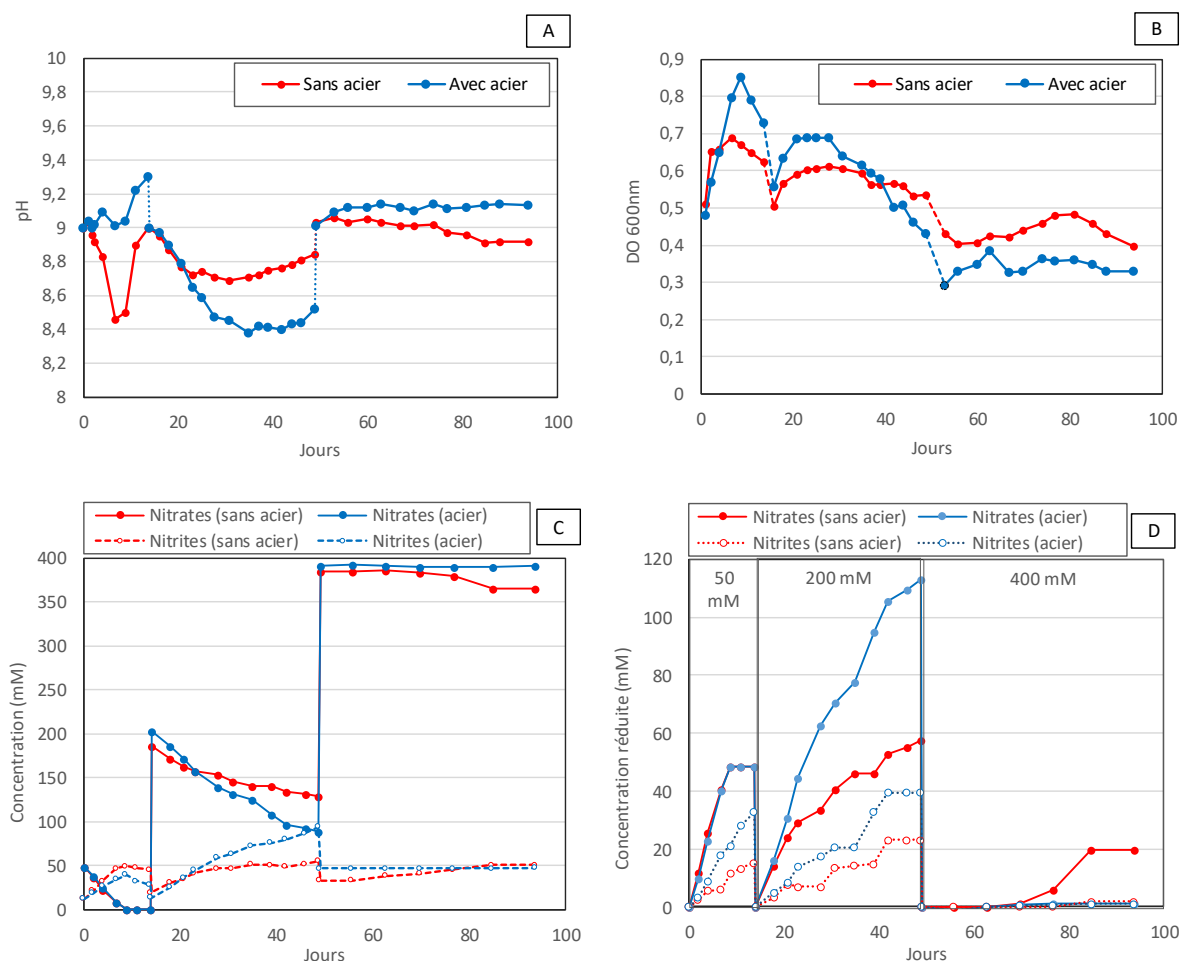 A
10
9,8
9,6
9,4
9,2
9
8,8
8,6
8,4
8,2
8
pH
Sans acier
Avec acier
0
20
40
60
80
100
Jours
B
0,9
0,8
0,7
0,6
0,5
0,4
0,3
0,2
0,1
0
DO 600nm
Sans acier
Avec acier
0
20
40
60
80
100
Jours
Nitrates (sans acier)
Nitrates (acier)
Nitrites (sans acier)
Nitrites (acier)
C
400
350
300
250
200
150
100
50
0
Concentration (mM)
0
20
40
60
80
100
Jours
Nitrates (sans acier)
Nitrates (acier)
Nitrites (sans acier)
Nitrites (acier)
D
120
100
80
60
40
20
0
Concentration réduite (mM)
50
mM
200 mM
400 mM
0
20
40
60
80
100
Jours